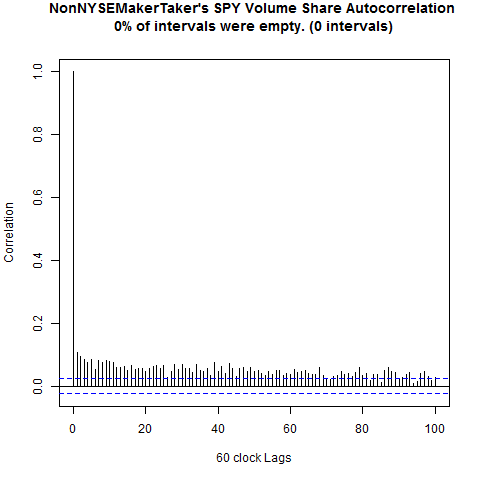 NonNYSEMakerTaker's SPY Volume Share Autocorrelation
0% of intervals were empty. (0 intervals)
1.0
0.8
0.6
0.4
0.2
0.0
Correlation
0 20 40 60 80 100
60 clock Lags